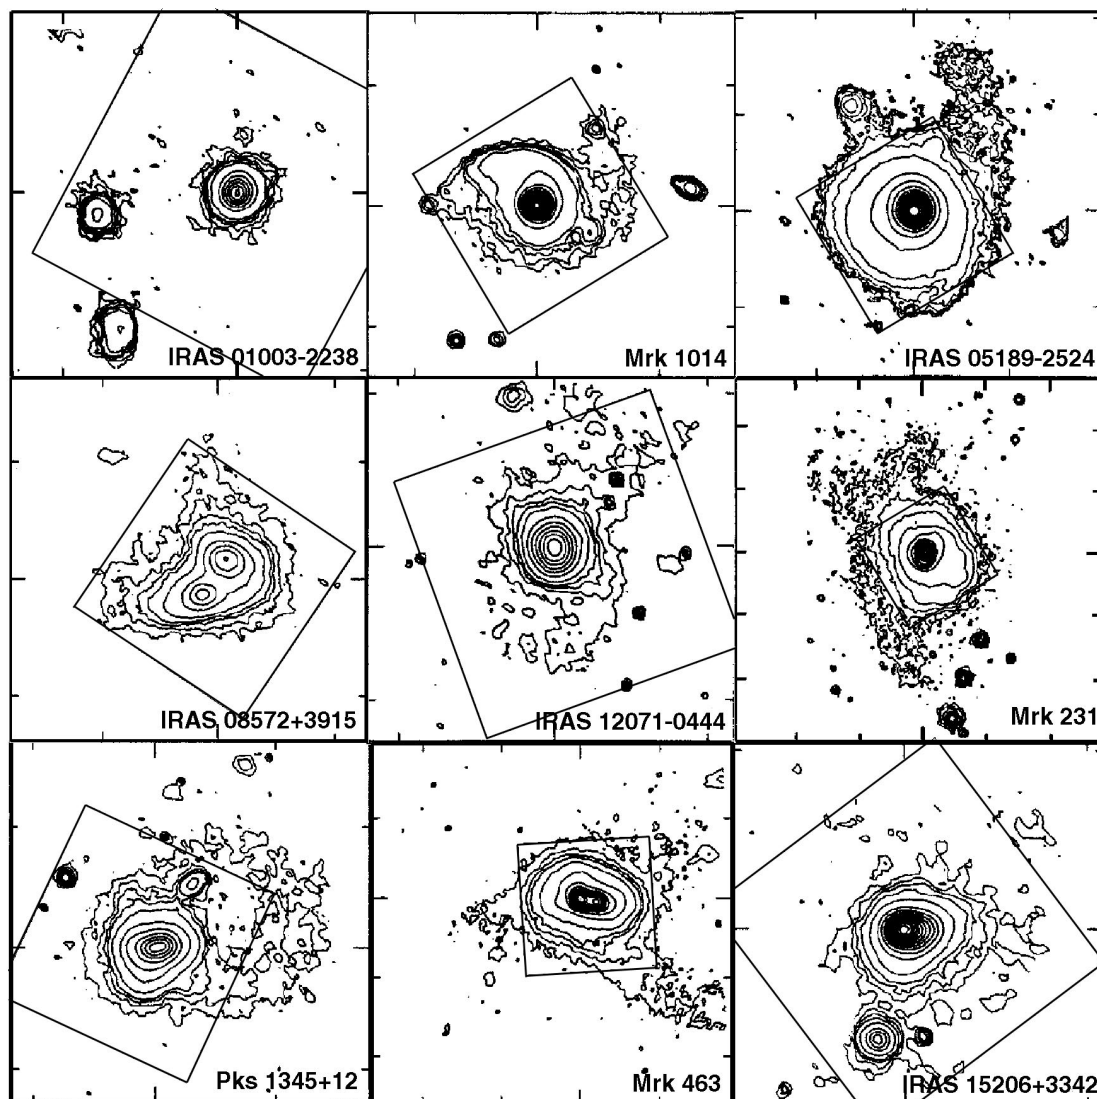 IRAS 01003-2238
Mrk 1014
IRAS 05189-2524
IRAS 08572+3915
IRAS 12071-0444
Mrk 231
Pks 1345+12
Mrk 463
IRAS 15206+3342